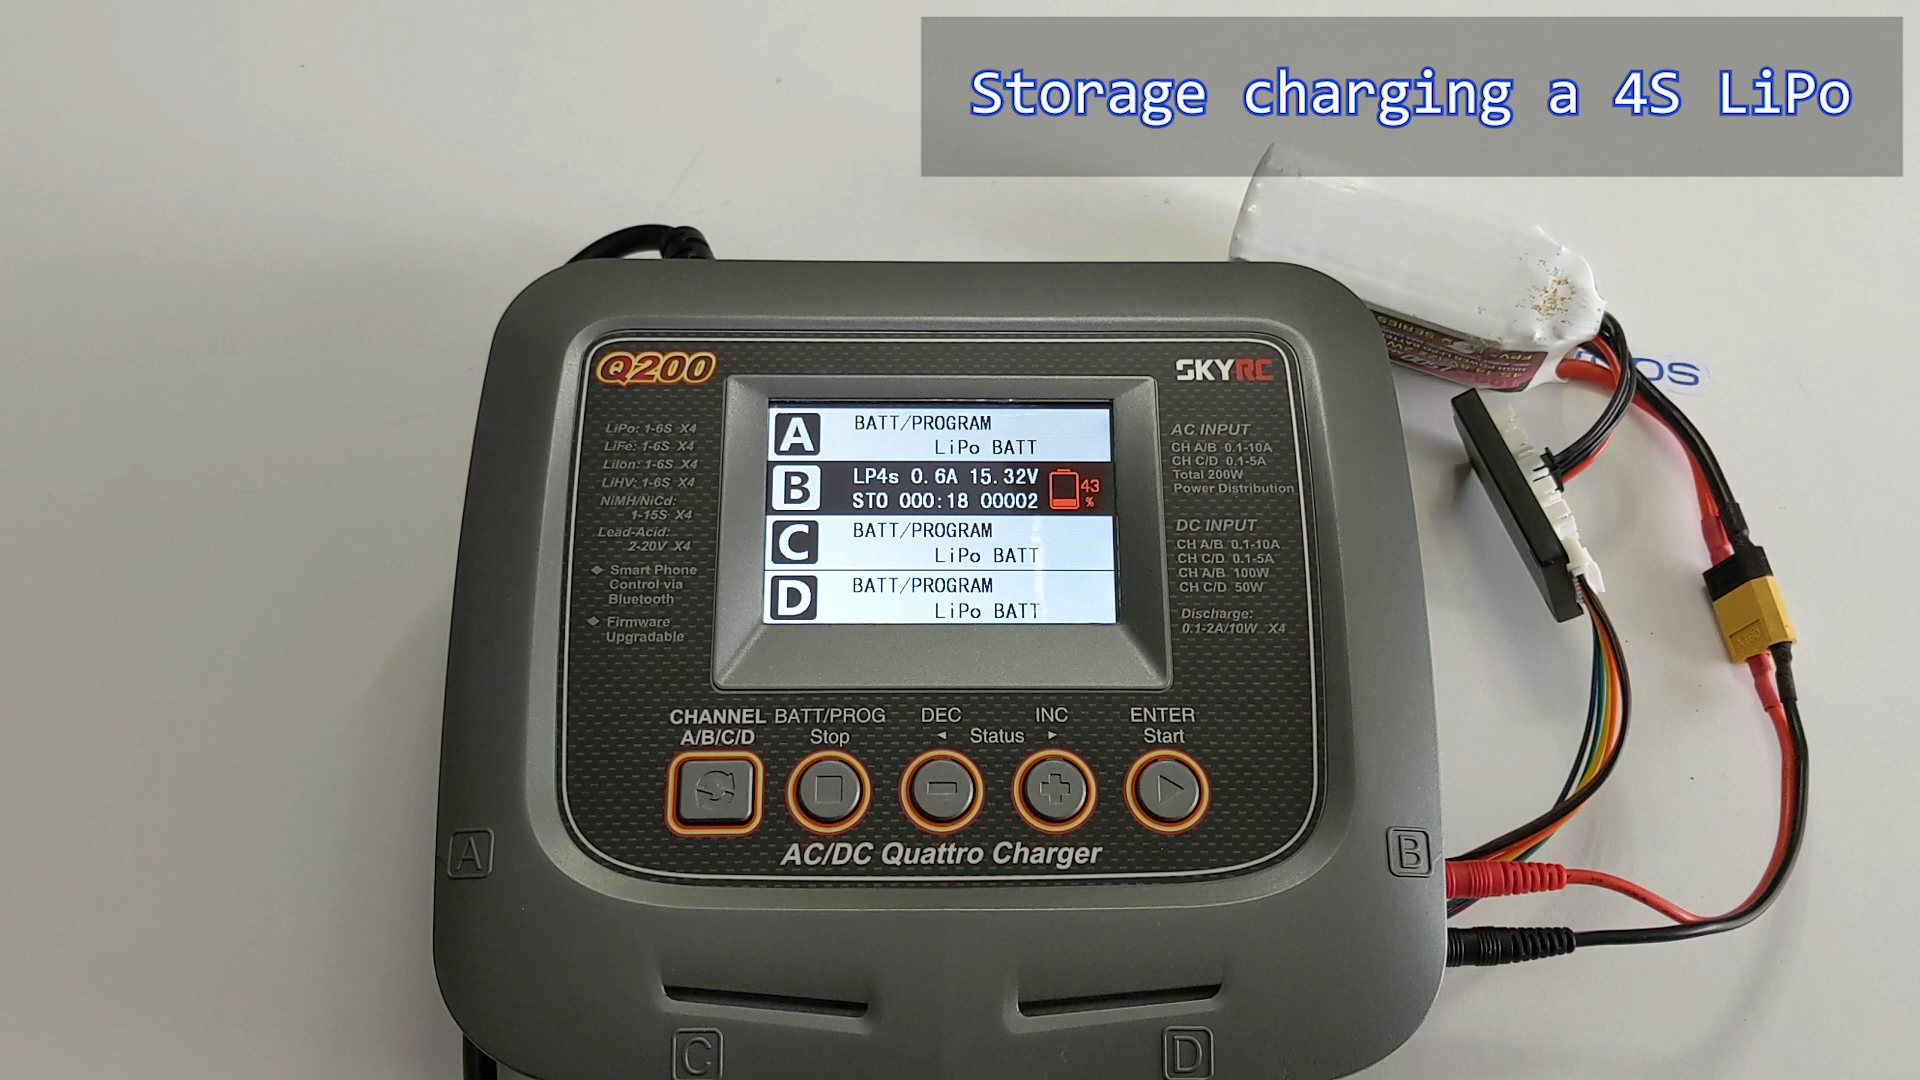 Storage charging a 4S LiPo
Q200
SKYRC
LiPo: 1-6S X4
LiFe: 1-6S X4
LiIon: 1-6S X4
LiHV: 1-6S X4
NiMH/NiCd:
1-15S X4
Lead-Acid:
2-20V X4
Smart Phone
Control via
Bluetooth
Firmware
Upgradable
A BATT/PROGRAM
LiPo BATT
B LP4s 0.6A 15.32V
STO 000:18 00002
43
%
C BATT/PROGRAM
LiPo BATT
D BATT/PROGRAM
LiPo BATT
AC INPUT
CH A/B 0.1-10A
CH C/D 0.1-5A
Total 200W
Power Distribution
DC INPUT
CH A/B 0.1-10A
CH C/D 0.1-5A
CH A/B 100W
CH C/D 50W
Discharge:
0.1-2A/10W X4
CHANNEL BATT/PROG DEC INC ENTER
A/B/C/D Stop ◄ Status ► Start
AC/DC Quattro Charger
A
B
C
D
SERIES
FPV
OS